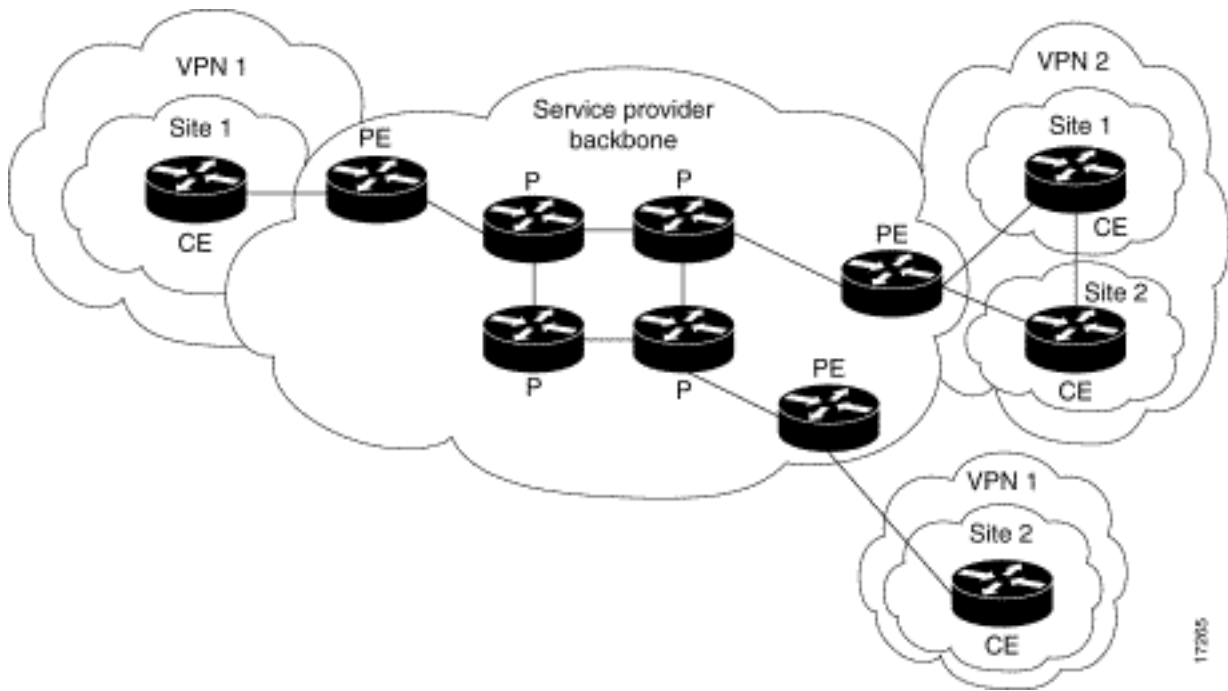 VPN 1
Site 1
CE
PE
Service provider
backbone
P
P
P
P
PE
PE
VPN 2
Site 1
CE
Site 2
CE
VPN 1
Site 2
CE
17265